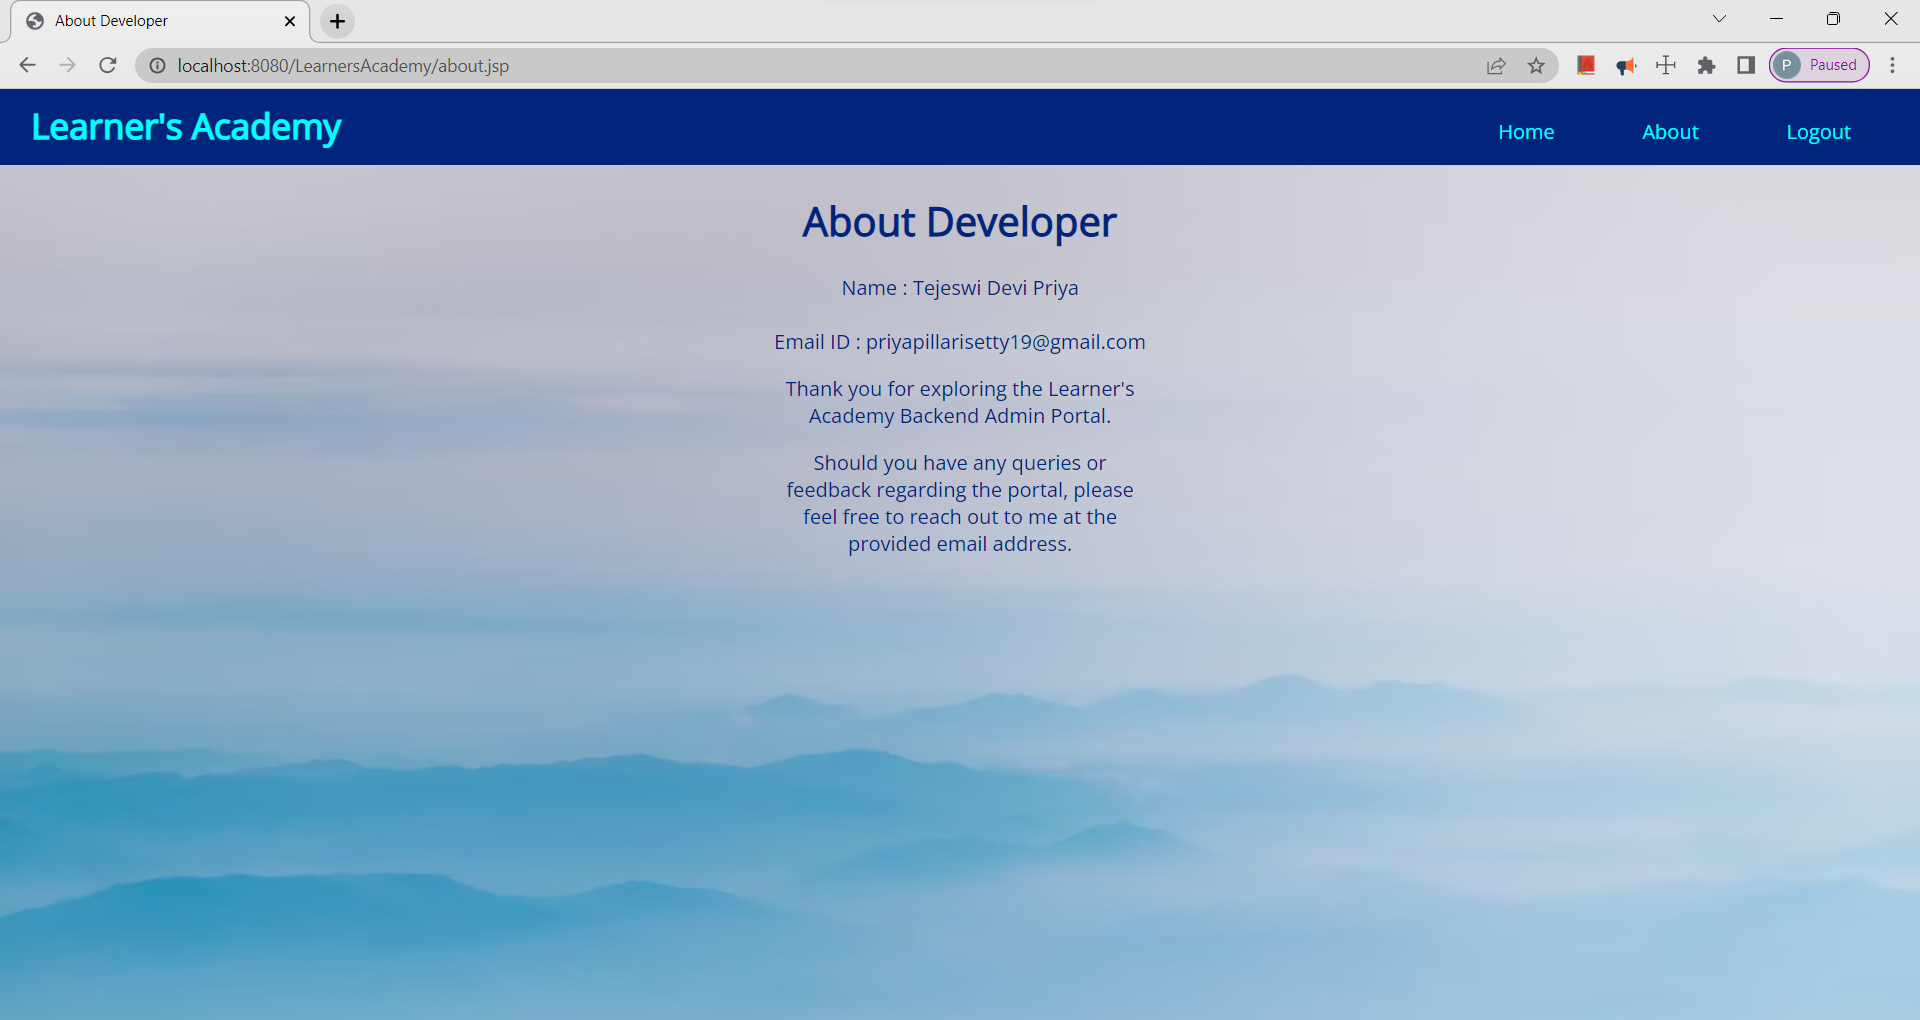 About Developer
localhost:8080/LearnersAcademy/about.jsp
P Paused
Learner's Academy
Home About Logout
About Developer
Name : Tejeswi Devi Priya
Email ID : priyapillarisetty19@gmail.com
Thank you for exploring the Learner's
Academy Backend Admin Portal.
Should you have any queries or
feedback regarding the portal, please
feel free to reach out to me at the
provided email address.